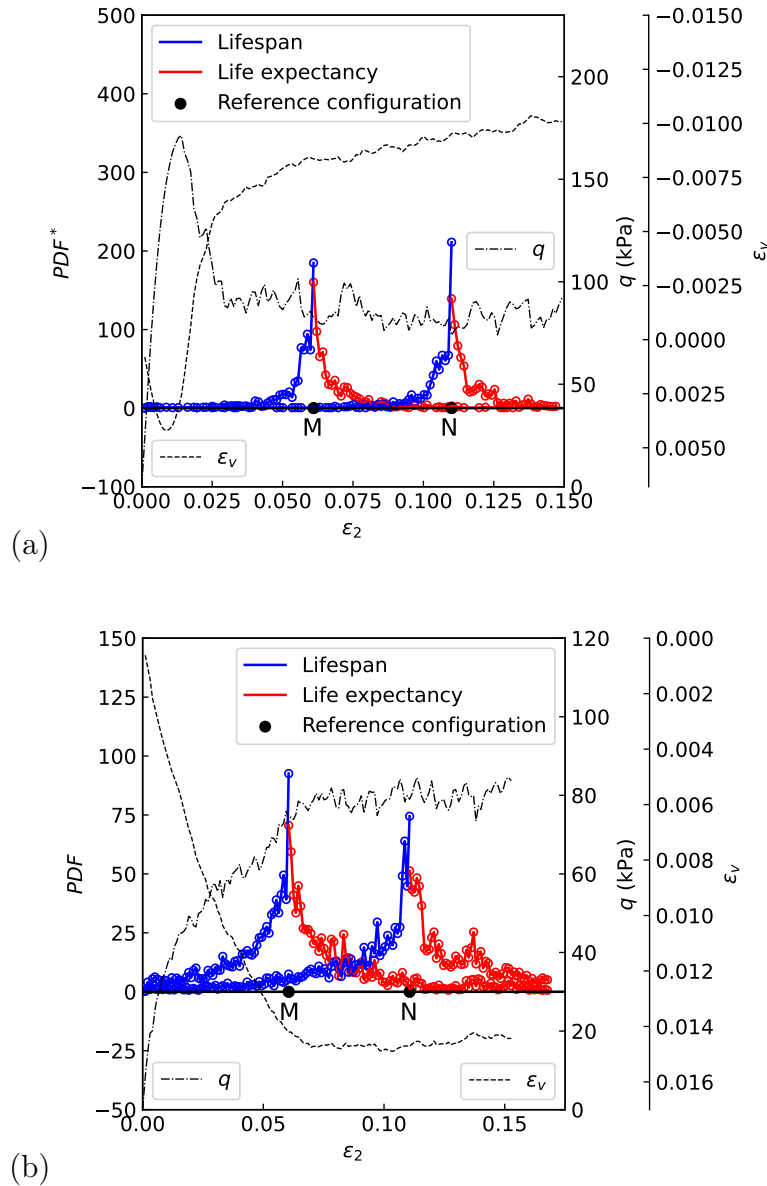 Lifespan
Life expectancy
Reference configuration
500
400
300
200
100
0
−100
PDF*
0.000 0.025 0.050 0.075 0.100 0.125 0.150
ε₂
M
N
q
εᵥ
200
150
100
50
0
q (kPa)
−0.0150
−0.0125
−0.0100
−0.0075
−0.0050
−0.0025
0.0000
0.0025
0.0050
εᵥ
(a)
Lifespan
Life expectancy
Reference configuration
150
125
100
75
50
25
0
−25
−50
PDF
0.00 0.05 0.10 0.15
ε₂
M
N
q
εᵥ
120
100
80
60
40
20
0
q (kPa)
0.000
0.002
0.004
0.006
0.008
0.010
0.012
0.014
0.016
εᵥ
(b)